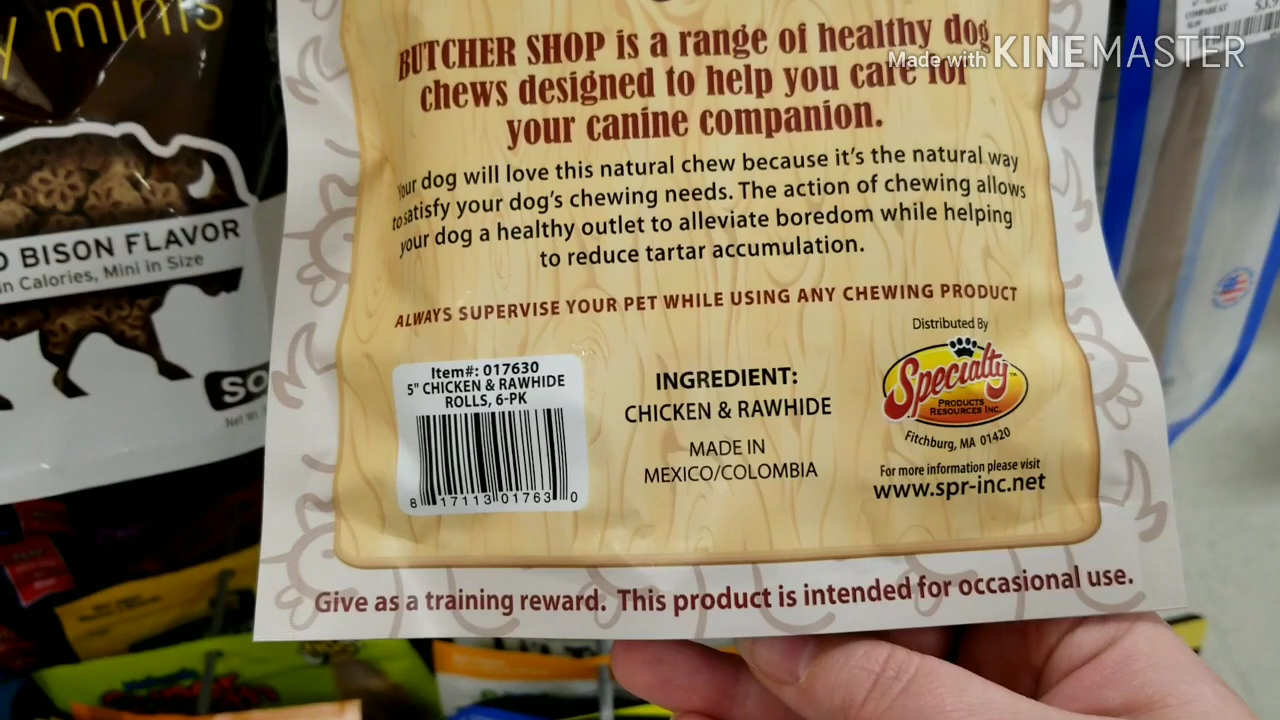 y minis
BUTCHER SHOP is a range of healthy dog
chews designed to help you care for
your canine companion.
Made with KINEMASTER
Your dog will love this natural chew because it's the natural way
to satisfy your dog's chewing needs. The action of chewing allows
your dog a healthy outlet to alleviate boredom while helping
to reduce tartar accumulation.
ALWAYS SUPERVISE YOUR PET WHILE USING ANY CHEWING PRODUCT
BISON FLAVOR
in Calories, Mini in Size
SO
Net
Item#: 017630
5" CHICKEN & RAWHIDE
ROLLS, 6-PK
8 17113 01763 0
INGREDIENT:
CHICKEN & RAWHIDE
MADE IN
MEXICO/COLOMBIA
Distributed By
Specialty™
PRODUCTS
RESOURCES INC.
Fitchburg, MA 01420
For more information please visit
www.spr-inc.net
Give as a training reward. This product is intended for occasional use.